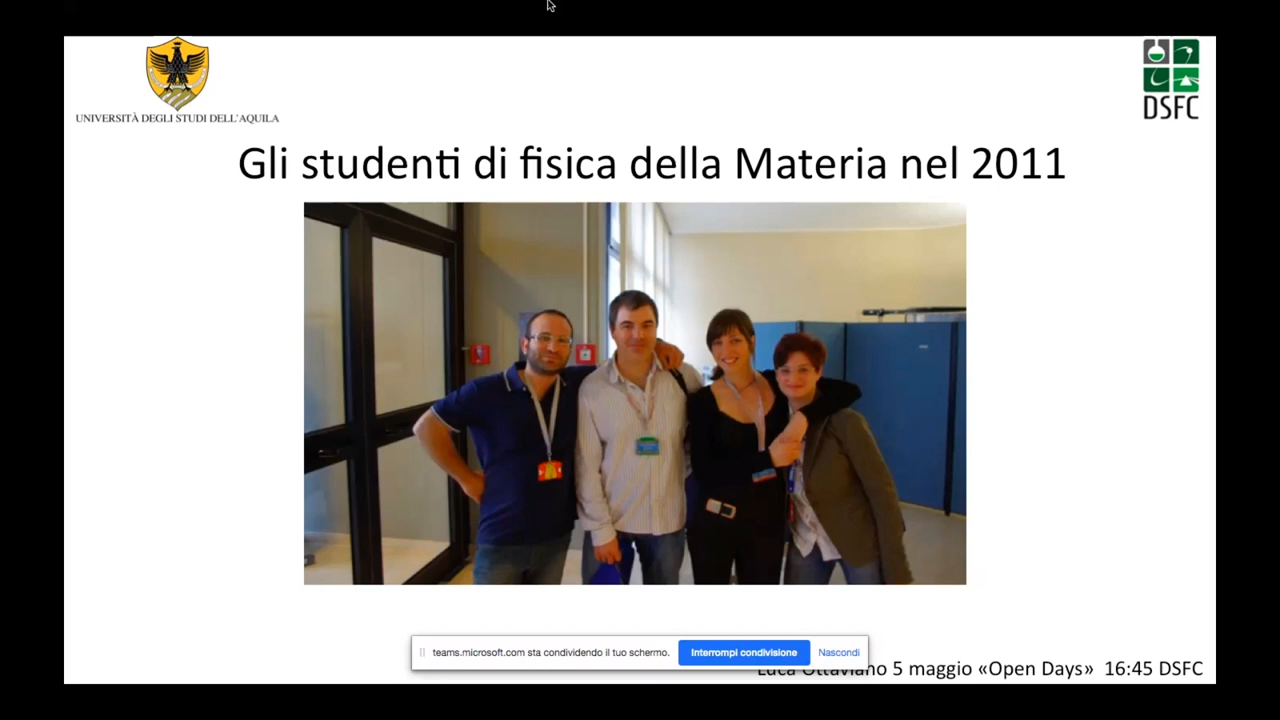 UNIVERSITÀ DEGLI STUDI DELL'AQUILA
DSFC
Gli studenti di fisica della Materia nel 2011
teams.microsoft.com sta condividendo il tuo schermo.
Interrompi condivisione
Nascondi
Luca Ottaviano 5 maggio «Open Days» 16:45 DSFC